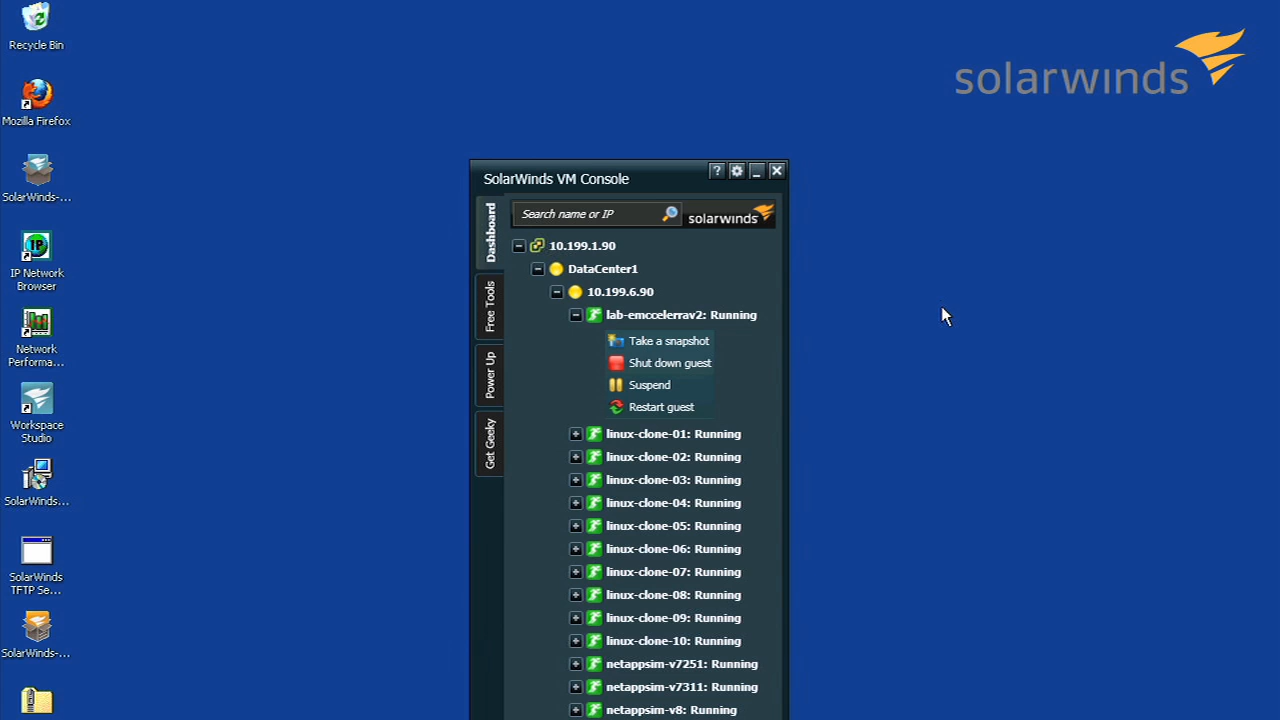 Recycle Bin
Mozilla Firefox
SolarWinds-...
IP
IP Network
Browser
Network
Performa...
Workspace
Studio
SolarWinds...
SolarWinds
TFTP Se...
SolarWinds-...
solarwinds
SolarWinds VM Console
?
Dashboard
Free Tools
Power Up
Get Geeky
Search name or IP
solarwinds
10.199.1.90
DataCenter1
10.199.6.90
lab-emccelerrav2: Running
Take a snapshot
Shut down guest
Suspend
Restart guest
linux-clone-01: Running
linux-clone-02: Running
linux-clone-03: Running
linux-clone-04: Running
linux-clone-05: Running
linux-clone-06: Running
linux-clone-07: Running
linux-clone-08: Running
linux-clone-09: Running
linux-clone-10: Running
netappsim-v7251: Running
netappsim-v7311: Running
netappsim-v8: Running